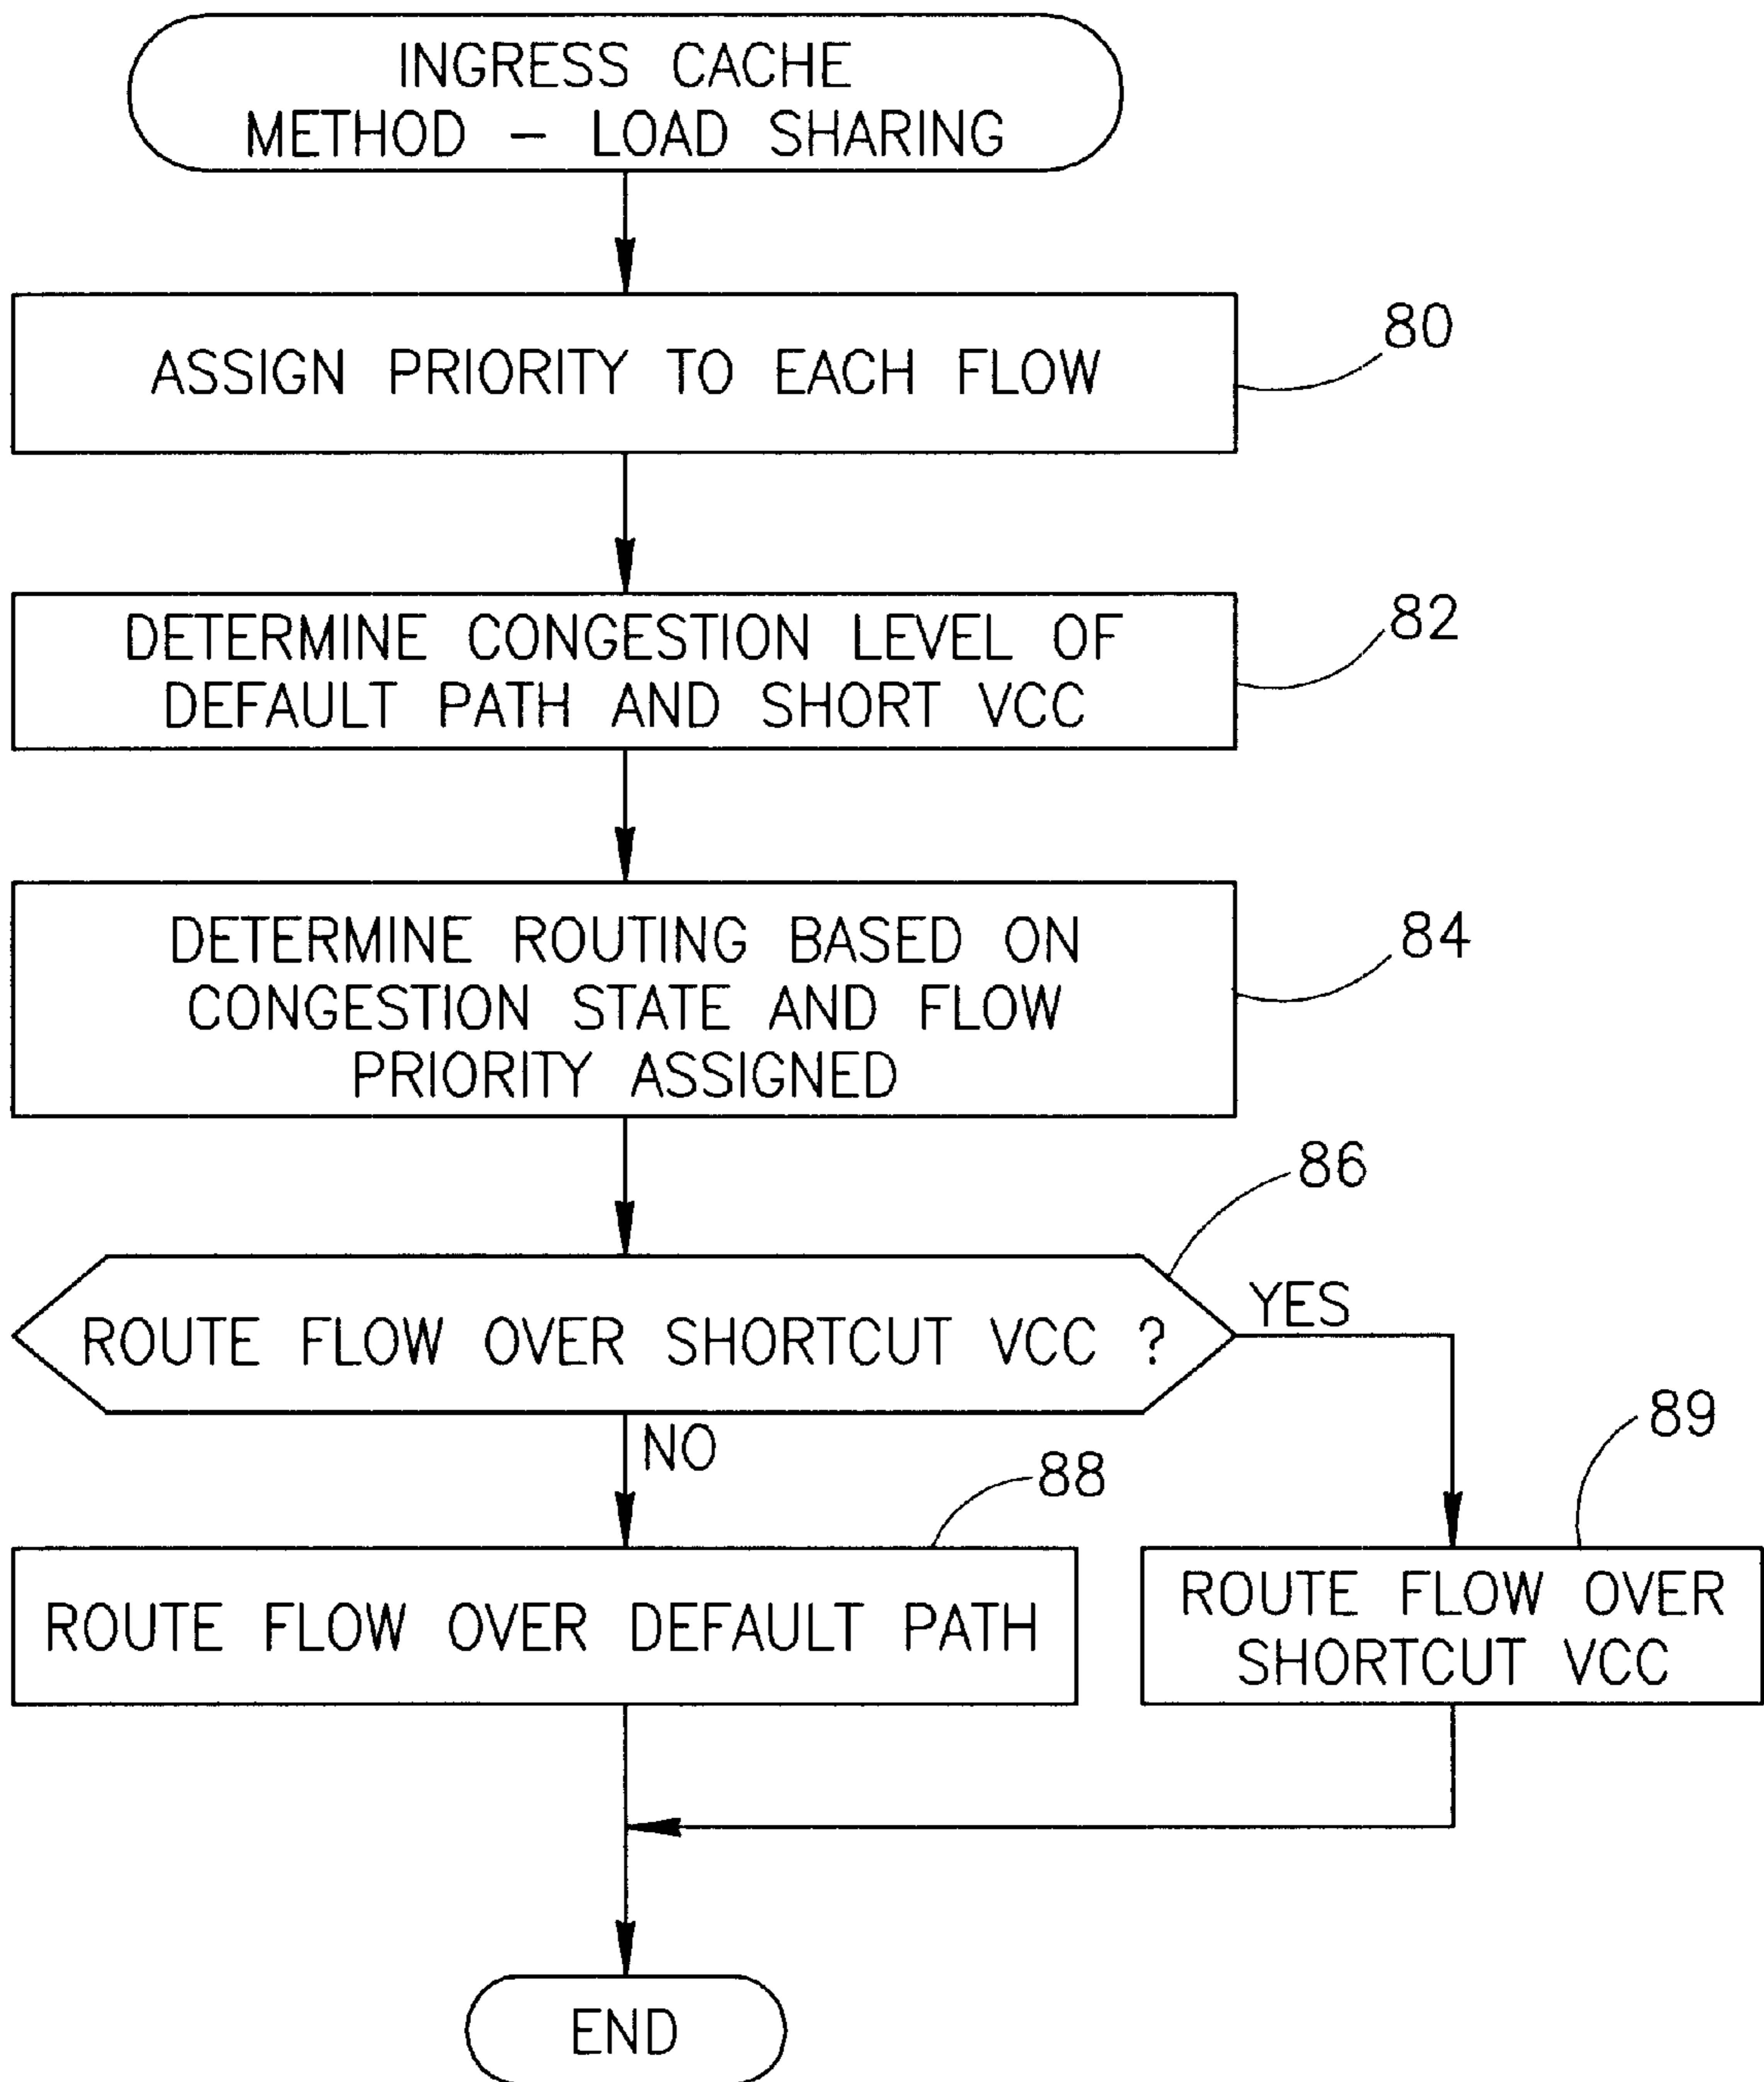 INGRESS CACHE
METHOD – LOAD SHARING
ASSIGN PRIORITY TO EACH FLOW
80
DETERMINE CONGESTION LEVEL OF
DEFAULT PATH AND SHORT VCC
82
DETERMINE ROUTING BASED ON
CONGESTION STATE AND FLOW
PRIORITY ASSIGNED
84
86
ROUTE FLOW OVER SHORTCUT VCC ?
YES
NO
88
89
ROUTE FLOW OVER DEFAULT PATH
ROUTE FLOW OVER
SHORTCUT VCC
END